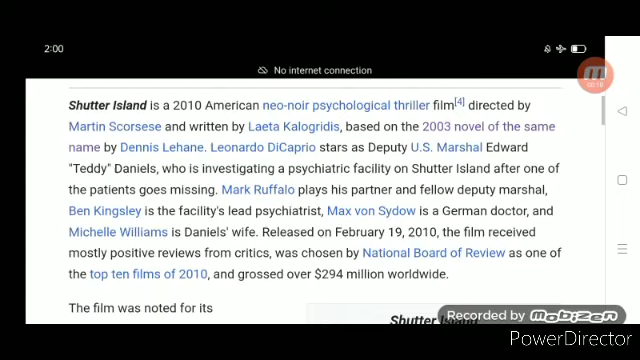 2:00
No internet connection
00:16
Shutter Island is a 2010 American neo-noir psychological thriller film[4] directed by
Martin Scorsese and written by Laeta Kalogridis, based on the 2003 novel of the same
name by Dennis Lehane. Leonardo DiCaprio stars as Deputy U.S. Marshal Edward
"Teddy" Daniels, who is investigating a psychiatric facility on Shutter Island after one of
the patients goes missing. Mark Ruffalo plays his partner and fellow deputy marshal,
Ben Kingsley is the facility's lead psychiatrist, Max von Sydow is a German doctor, and
Michelle Williams is Daniels' wife. Released on February 19, 2010, the film received
mostly positive reviews from critics, was chosen by National Board of Review as one of
the top ten films of 2010, and grossed over $294 million worldwide.
The film was noted for its
Shutter Island
Recorded by Mobizen
PowerDirector